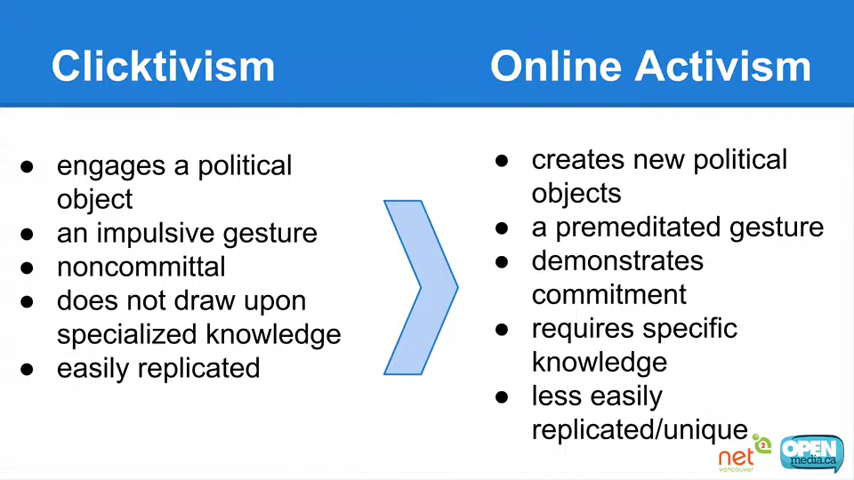 Clicktivism
Online Activism
● engages a political
object
● an impulsive gesture
● noncommittal
● does not draw upon
specialized knowledge
● easily replicated
● creates new political
objects
● a premeditated gesture
● demonstrates
commitment
● requires specific
knowledge
● less easily
replicated/unique
net2
vancouver
OPEN
media.ca